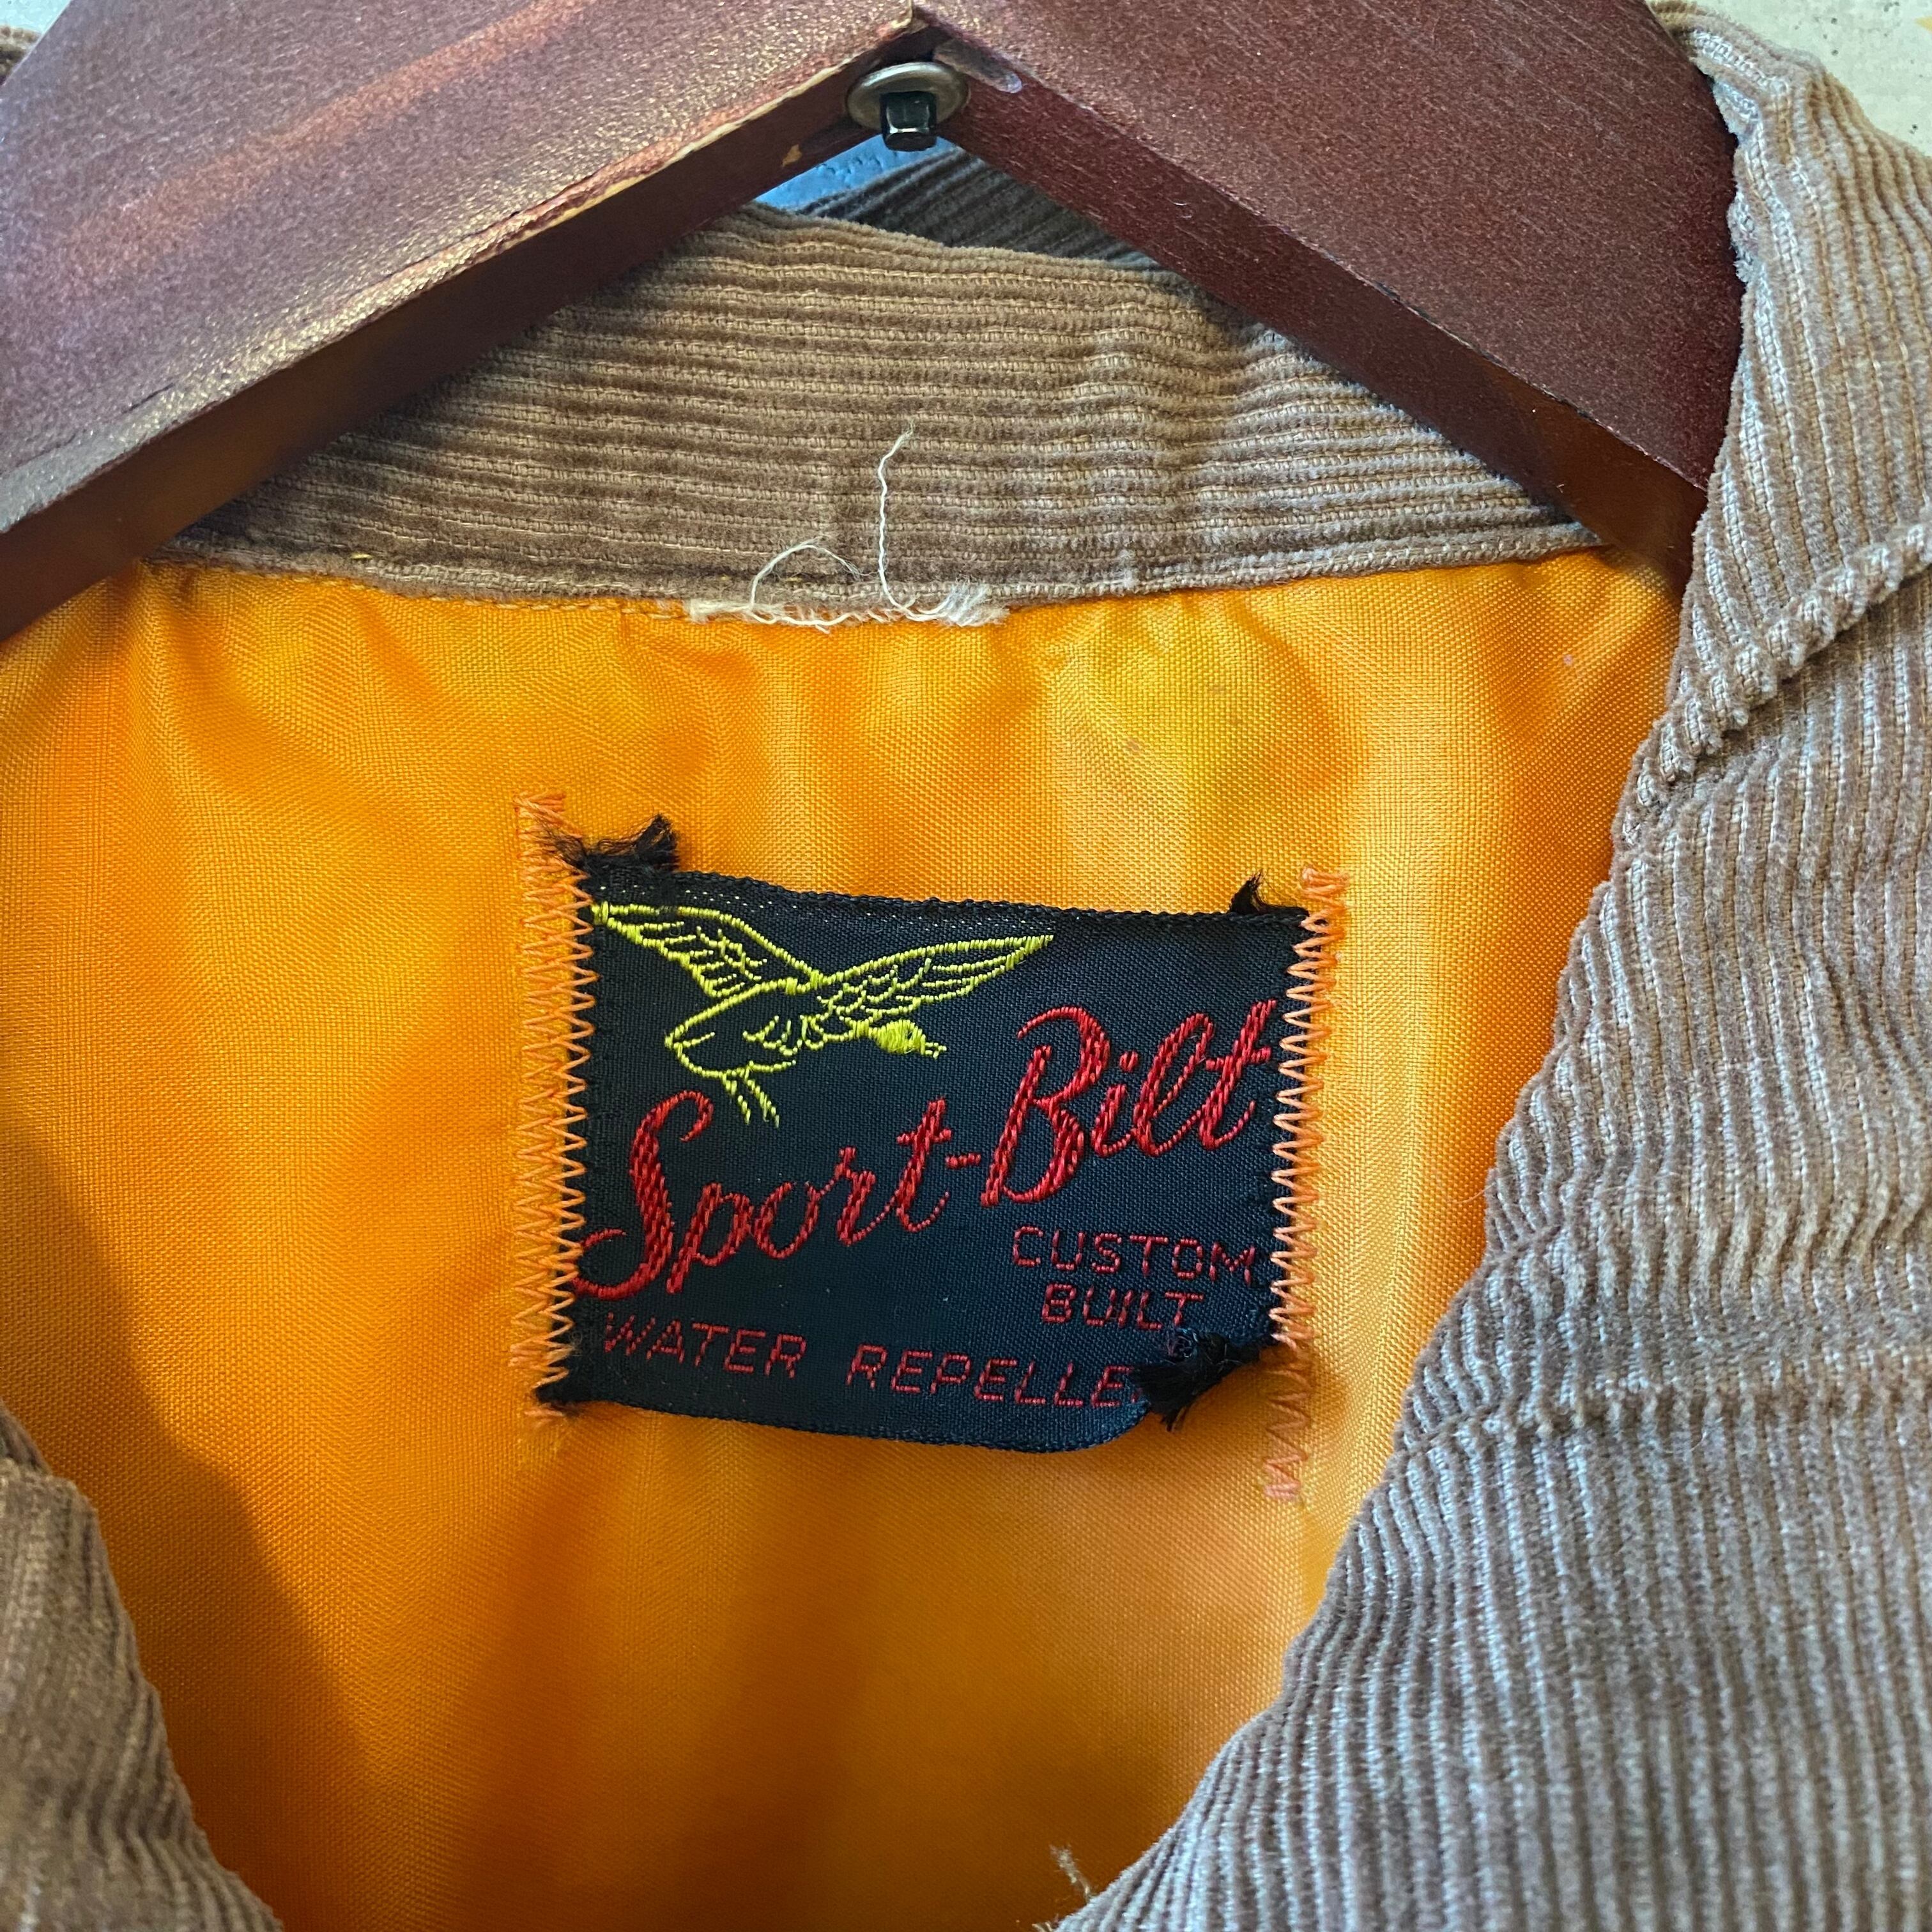 Sport-Bilt
CUSTOM
BUILT
WATER REPELLE